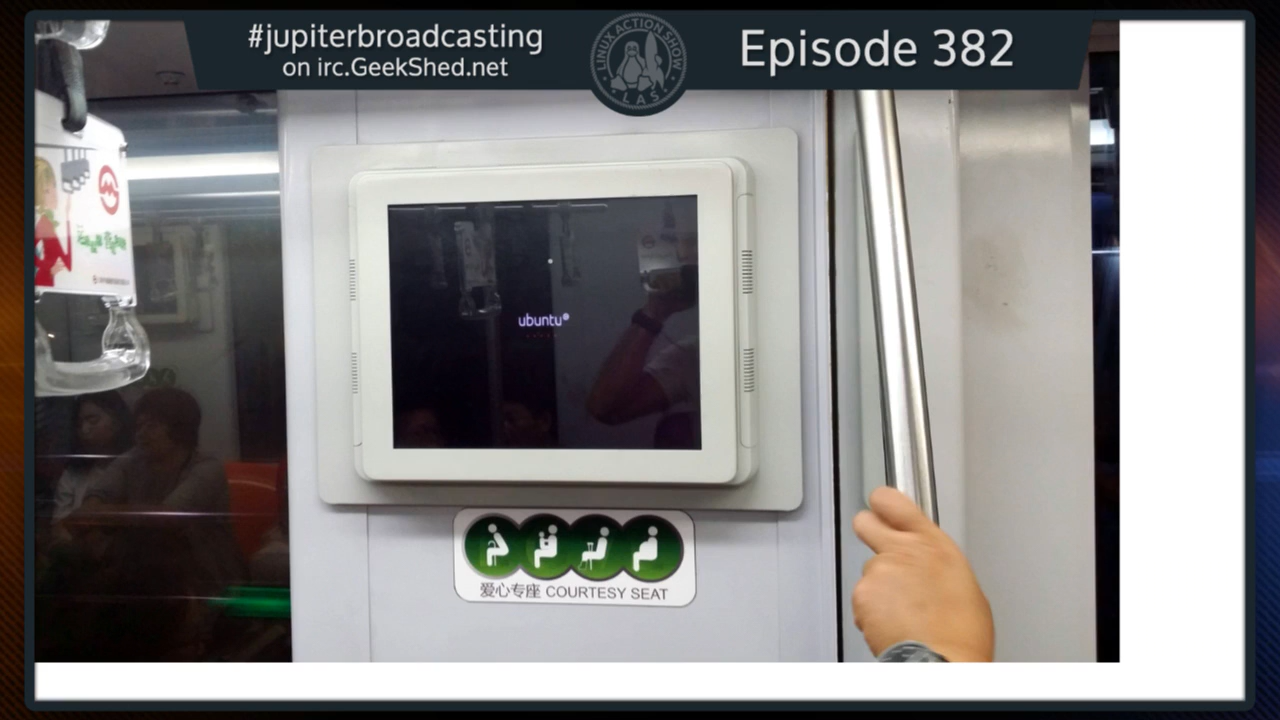 #jupiterbroadcasting
on irc.GeekShed.net
LINUX ACTION SHOW
LAS
Episode 382
ubuntu
爱心专座 COURTESY SEAT